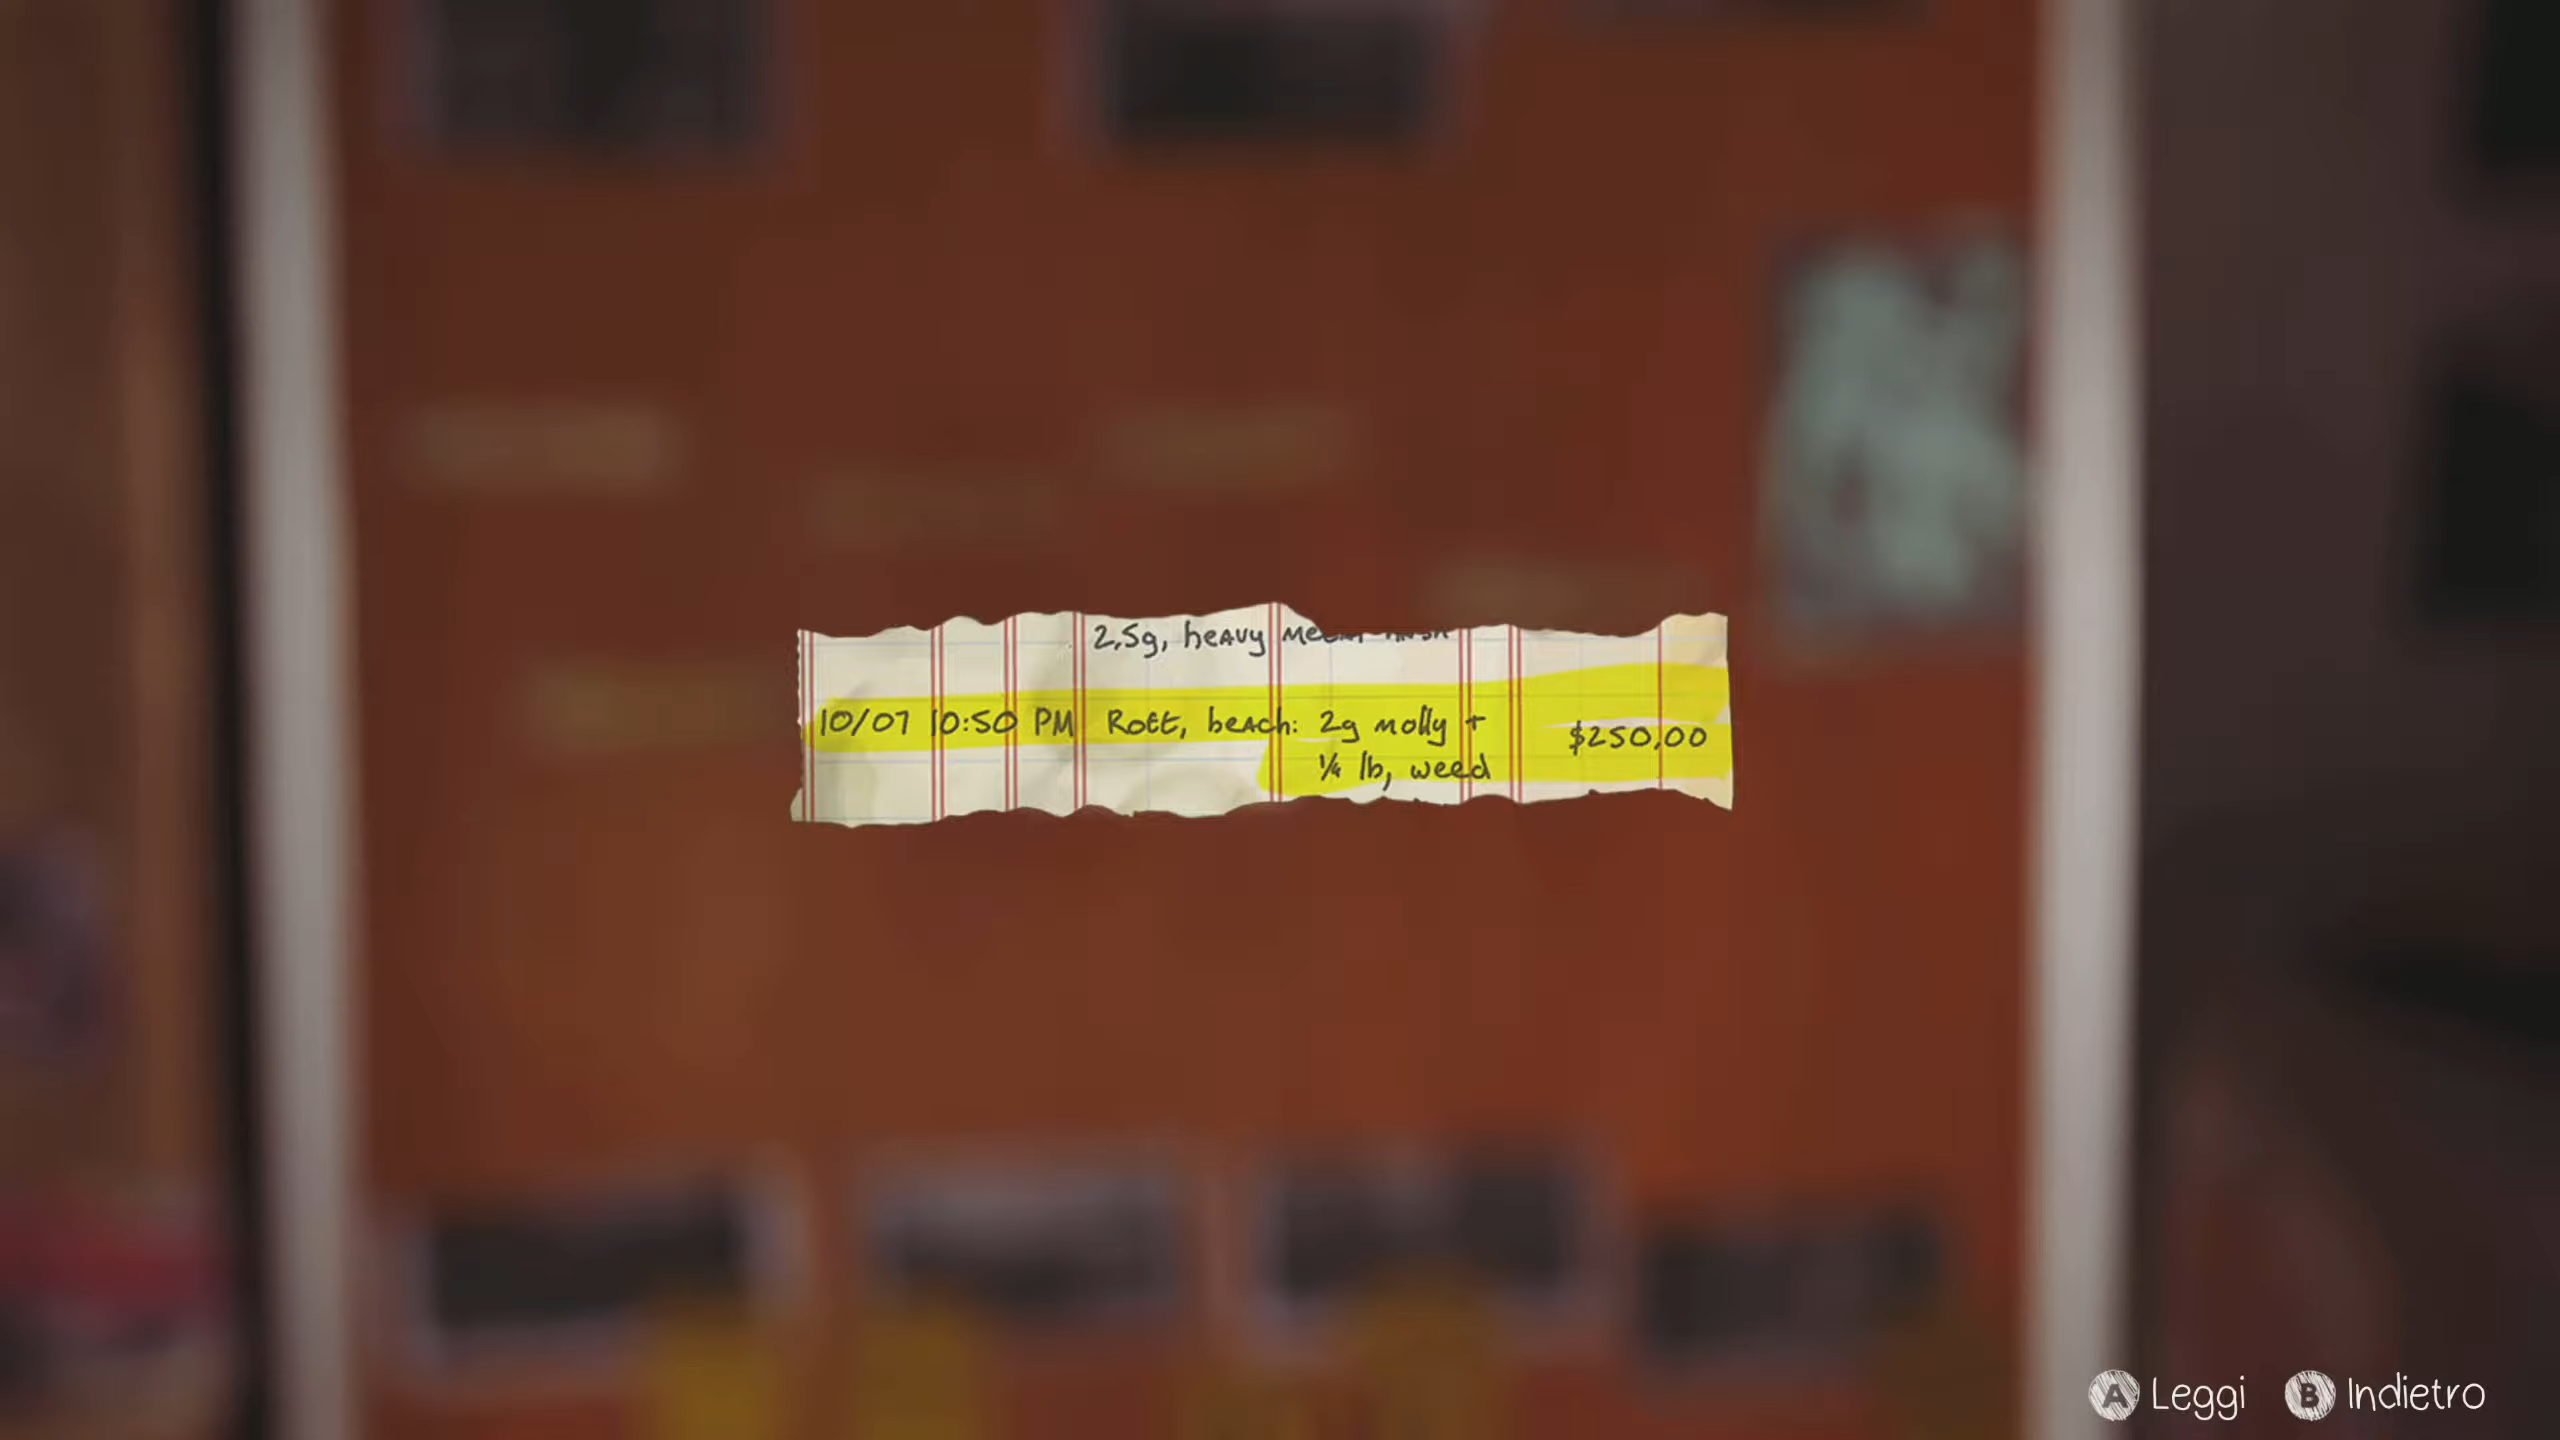 2,5g, heavy
10/07 10:50 PM Rott, beach: 2g molly + $250,00
1/4 lb, weed
A Leggi B Indietro